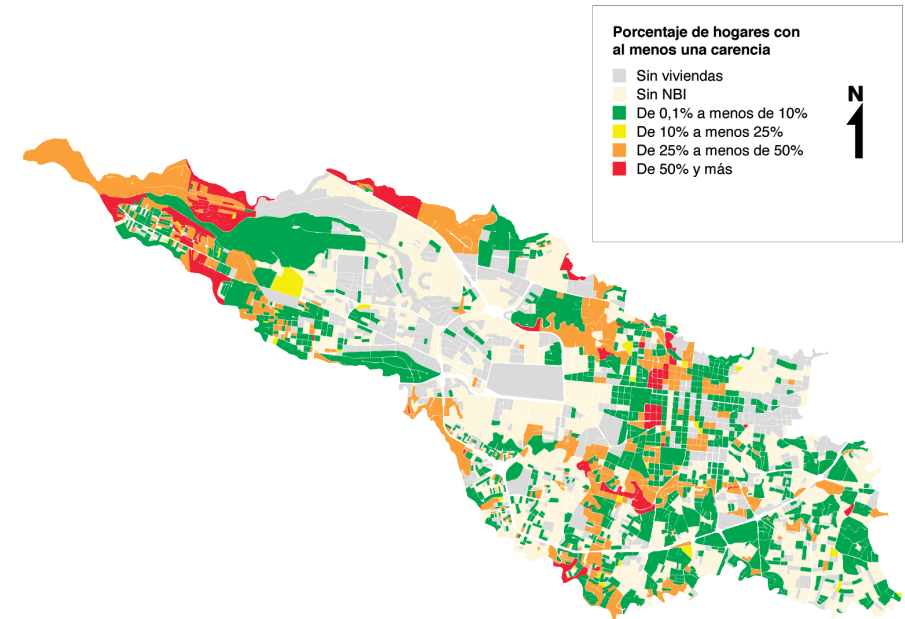 Porcentaje de hogares con
al menos una carencia
Sin viviendas
Sin NBI
De 0,1% a menos de 10%
De 10% a menos 25%
De 25% a menos de 50%
De 50% y más
N